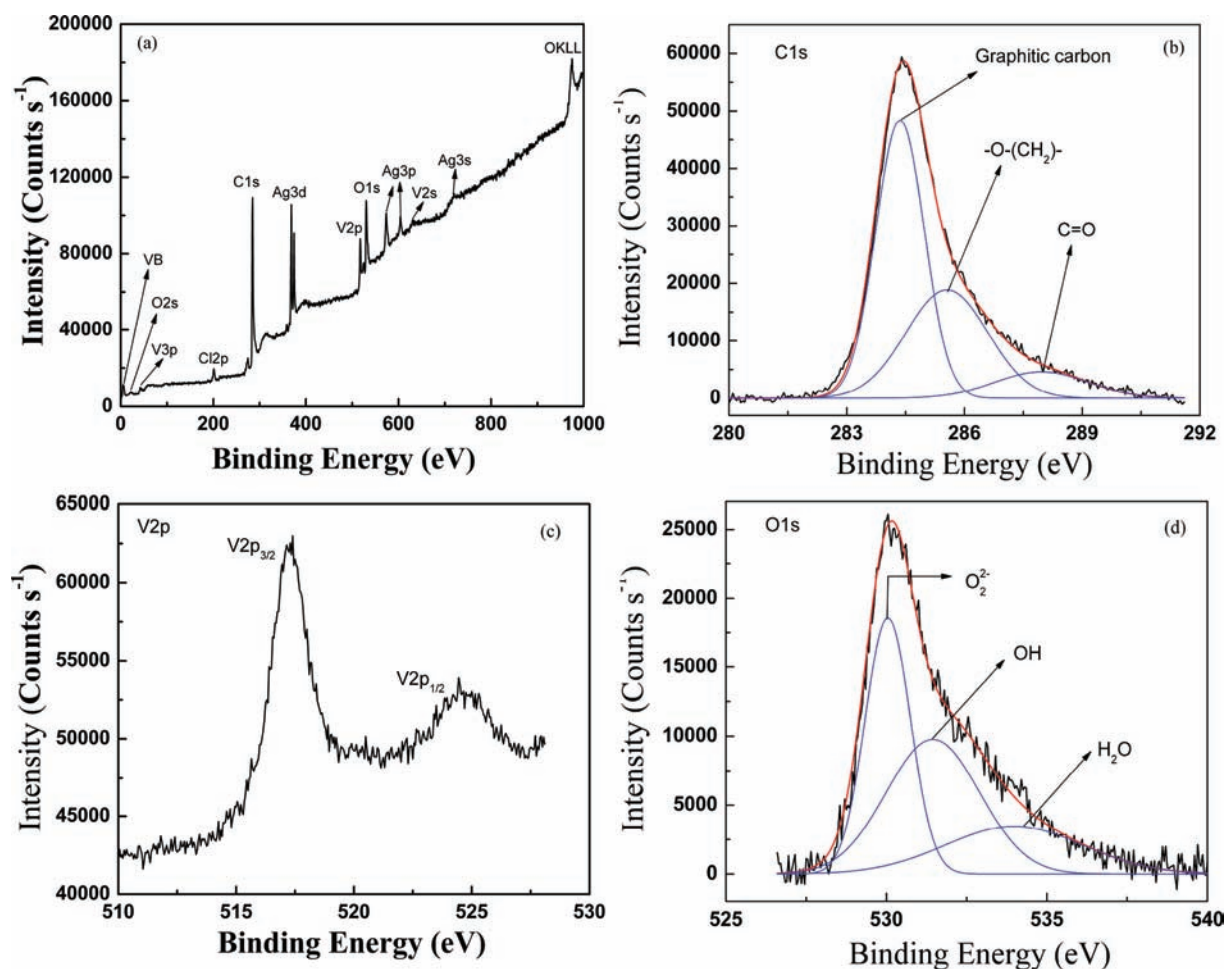 (a)
OKLL
VB
O2s
V3p
Cl2p
C1s
Ag3d
V2p
O1s
Ag3p
V2s
Ag3s
200000
160000
120000
80000
40000
0
0 200 400 600 800 1000
Intensity (Counts s⁻¹)
Binding Energy (eV)
C1s
(b)
Graphitic carbon
-O-(CH₂)-
C=O
60000
50000
40000
30000
20000
10000
0
280 283 286 289 292
Intensity (Counts s⁻¹)
Binding Energy (eV)
V2p
(c)
V2p₃/₂
V2p₁/₂
65000
60000
55000
50000
45000
40000
510 515 520 525 530
Intensity (Counts s⁻¹)
Binding Energy (eV)
O1s
(d)
O₂²⁻
OH
H₂O
25000
20000
15000
10000
5000
0
525 530 535 540
Intensity (Counts s⁻¹)
Binding Energy (eV)